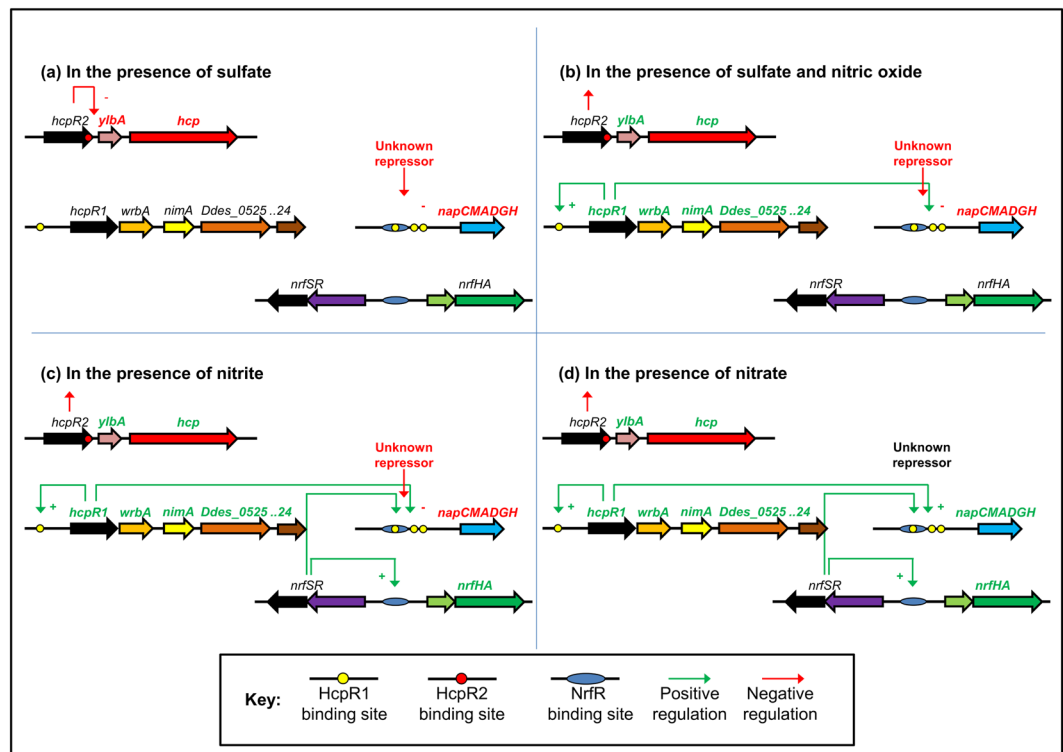 (a) In the presence of sulfate
-
hcpR2 ylbA hcp
Unknown
repressor
-
hcpR1 wrbA nimA Ddes_0525 ..24 napCMADGH
nrfSR nrfHA
(b) In the presence of sulfate and nitric oxide
hcpR2 ylbA hcp
Unknown
repressor
+ -
hcpR1 wrbA nimA Ddes_0525 ..24 napCMADGH
nrfSR nrfHA
(c) In the presence of nitrite
hcpR2 ylbA hcp
Unknown
repressor
+ -
hcpR1 wrbA nimA Ddes_0525 ..24 napCMADGH
+
nrfSR nrfHA
(d) In the presence of nitrate
hcpR2 ylbA hcp
Unknown
repressor
+ +
hcpR1 wrbA nimA Ddes_0525 ..24 napCMADGH
+
nrfSR nrfHA
Key:
HcpR1
binding site
HcpR2
binding site
NrfR
binding site
Positive
regulation
Negative
regulation